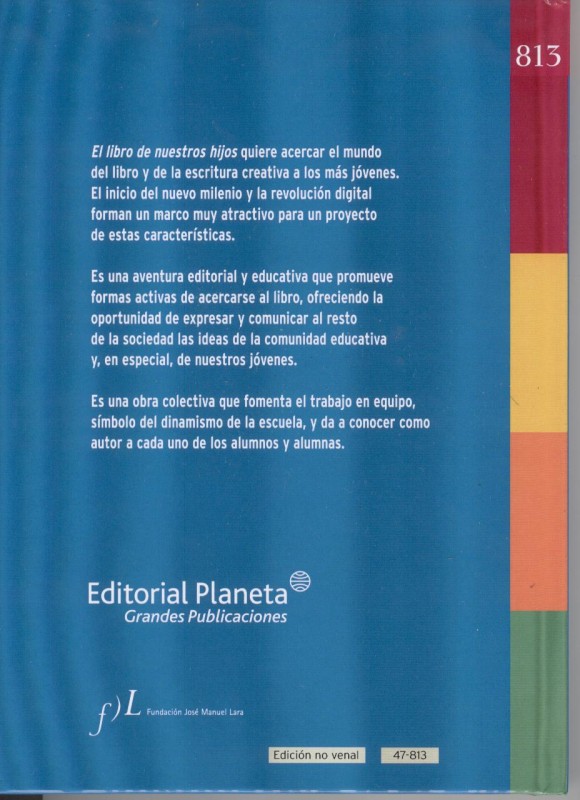 813
El libro de nuestros hijos quiere acercar el mundo
del libro y de la escritura creativa a los más jóvenes.
El inicio del nuevo milenio y la revolución digital
forman un marco muy atractivo para un proyecto
de estas características.
Es una aventura editorial y educativa que promueve
formas activas de acercarse al libro, ofreciendo la
oportunidad de expresar y comunicar al resto
de la sociedad las ideas de la comunidad educativa
y, en especial, de nuestros jóvenes.
Es una obra colectiva que fomenta el trabajo en equipo,
símbolo del dinamismo de la escuela, y da a conocer como
autor a cada uno de los alumnos y alumnas.
Editorial Planeta
Grandes Publicaciones
f)L Fundación José Manuel Lara
Edición no venal 47-813